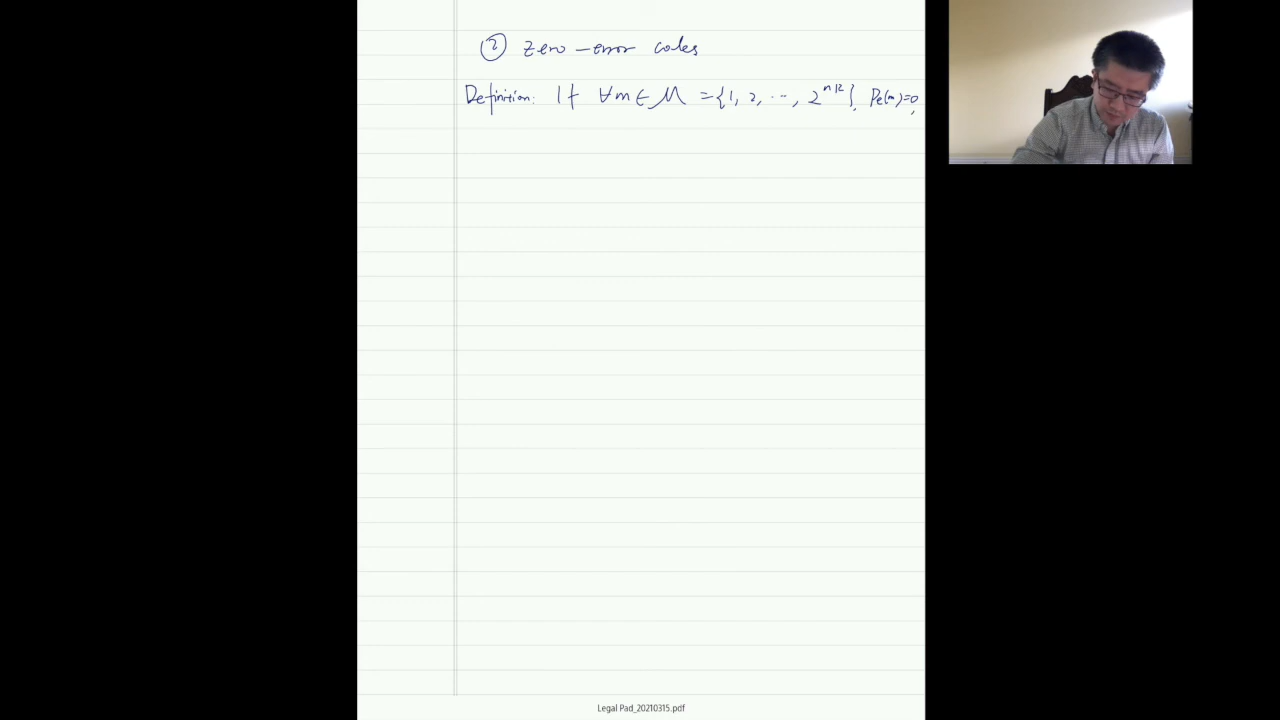 ② Zero-error codes
Definition: If ∀m∈ℳ = {1, 2, ⋯, 2^{nR}}, Pe(m)=0,
Legal Pad_20210315.pdf